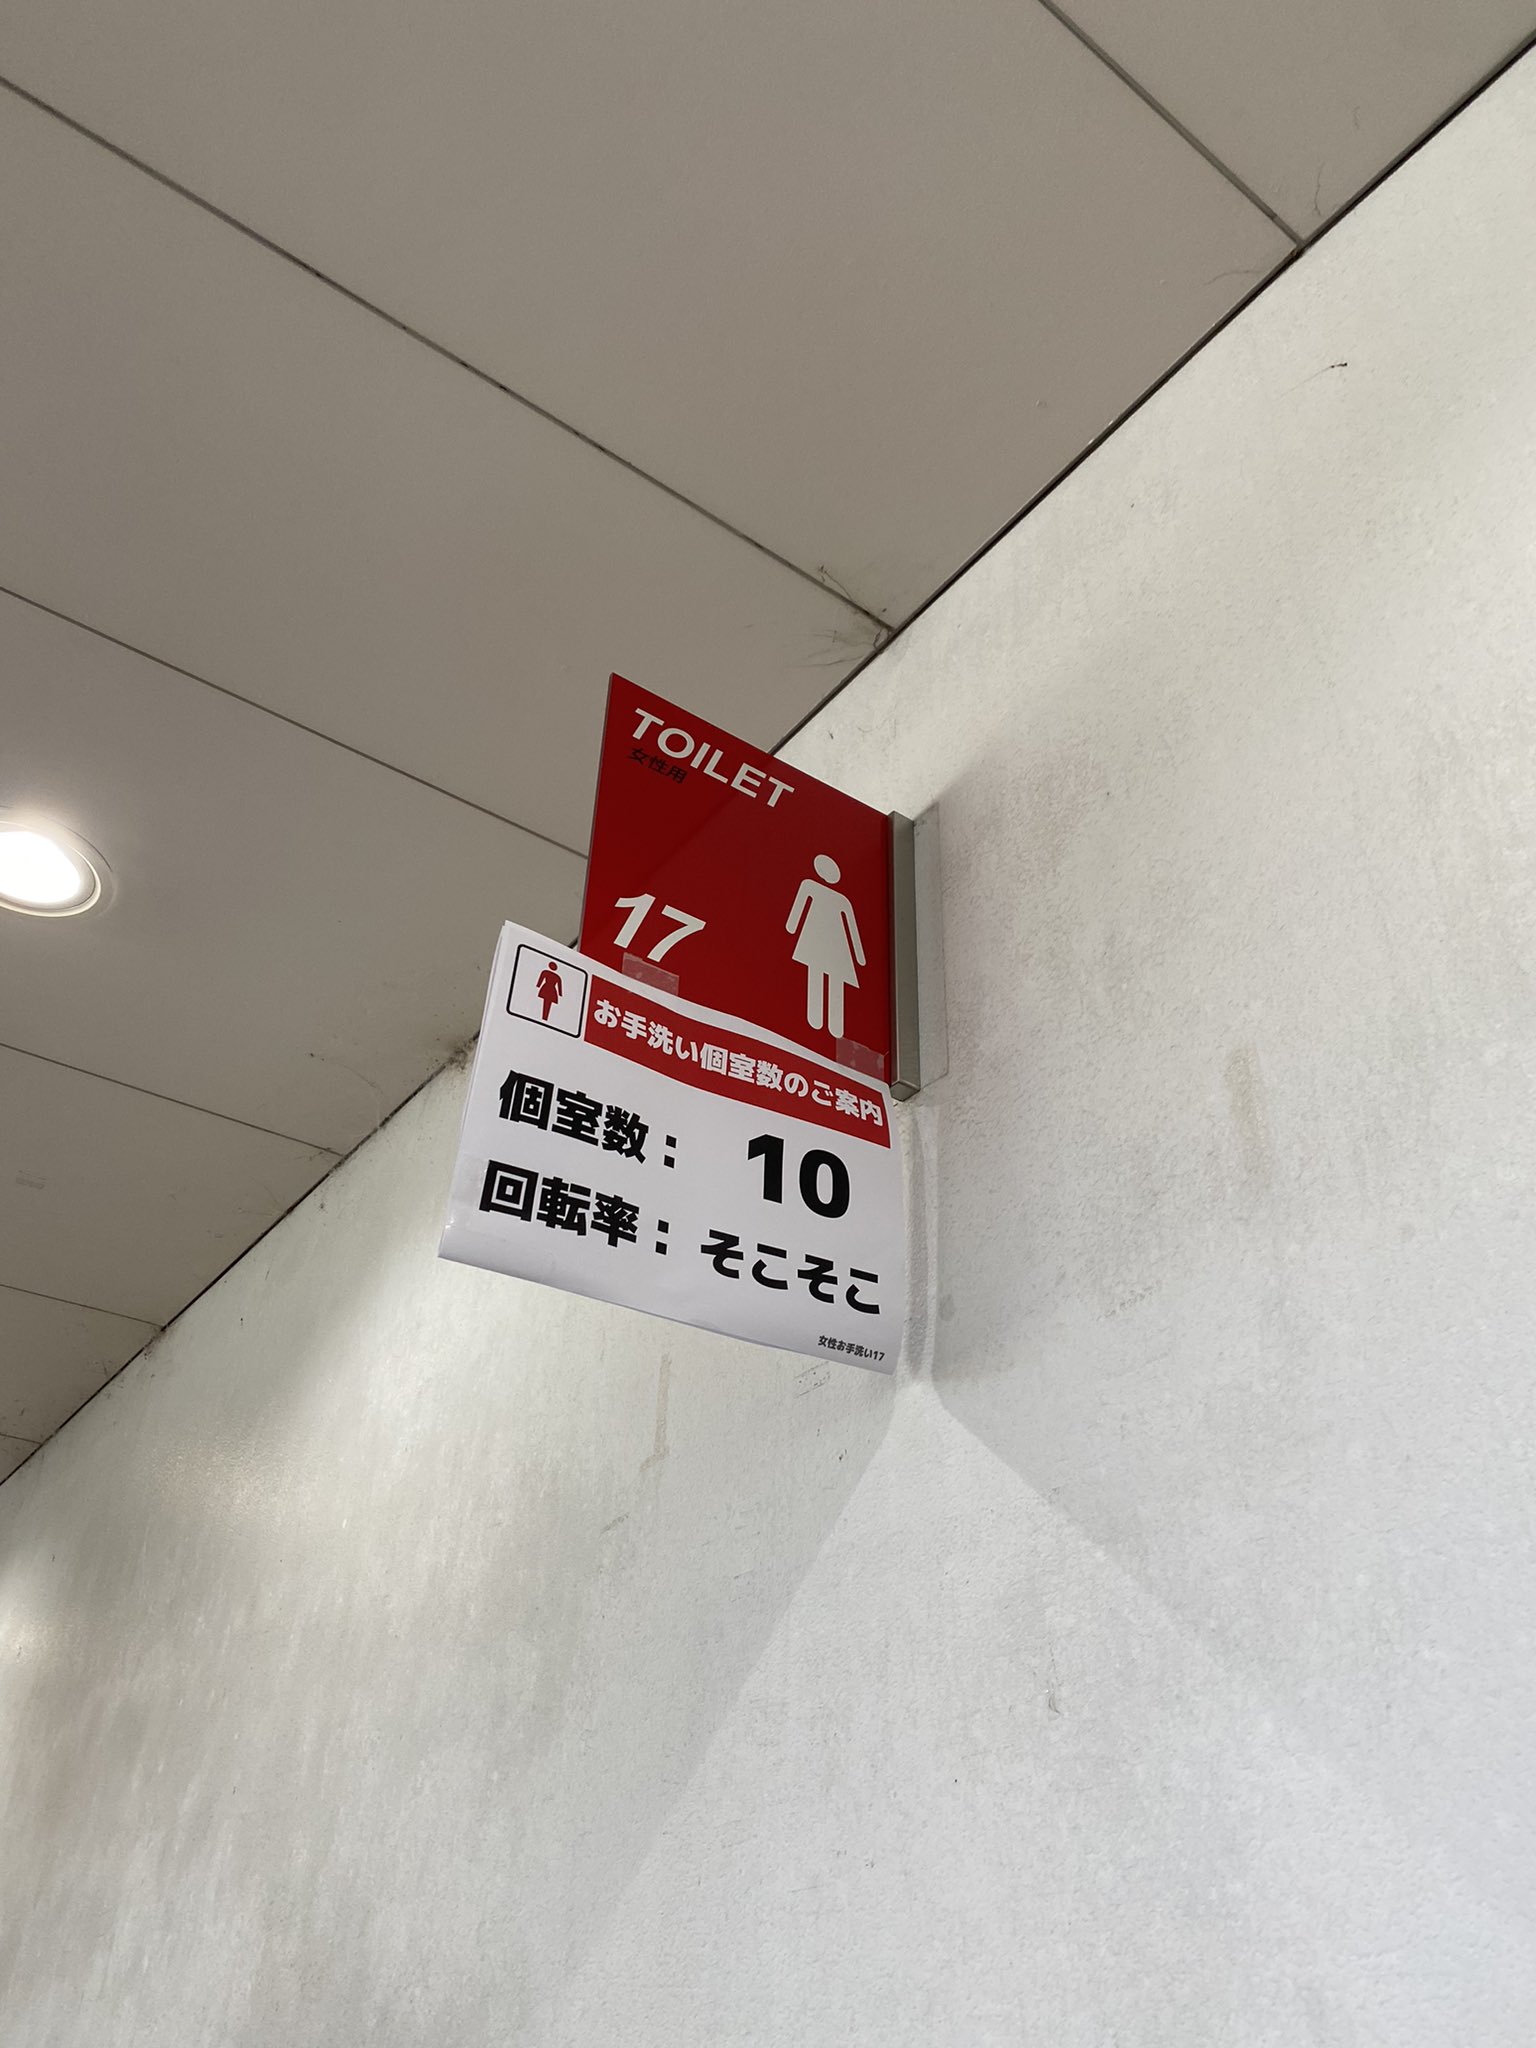 TOILET
女性用
17
お手洗い個室数のご案内
個室数： 10
回転率：そこそこ
女性お手洗い17